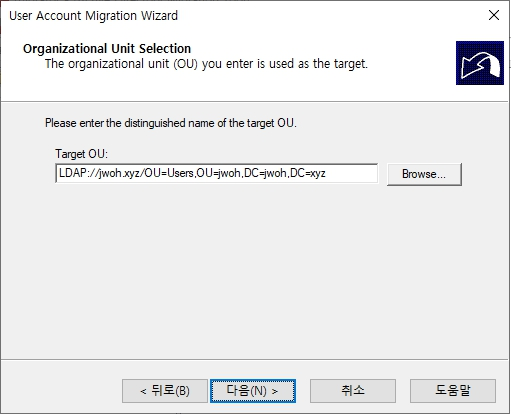 User Account Migration Wizard
Organizational Unit Selection
The organizational unit (OU) you enter is used as the target.
Please enter the distinguished name of the target OU.
Target OU:
LDAP://jwoh.xyz/OU=Users,OU=jwoh,DC=jwoh,DC=xyz
Browse...
< 뒤로(B)
다음(N) >
취소
도움말